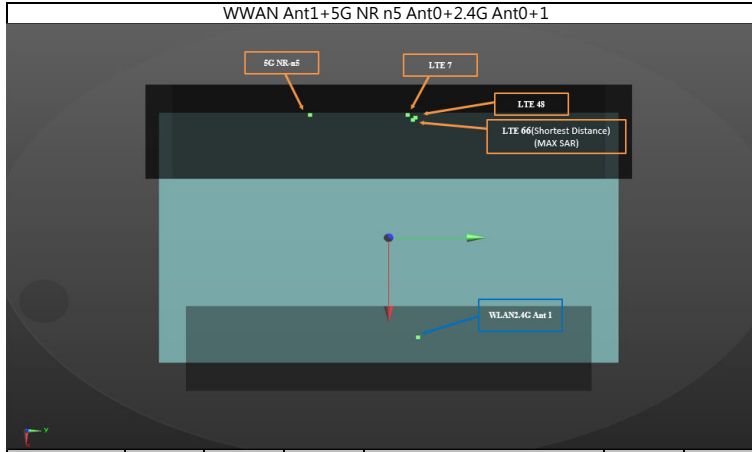 WWAN Ant1+5G NR n5 Ant0+2.4G Ant0+1
5G NR-n5
LTE 7
LTE 48
LTE 66(Shortest Distance)
(MAX SAR)
WLAN2.4G Ant 1
Y